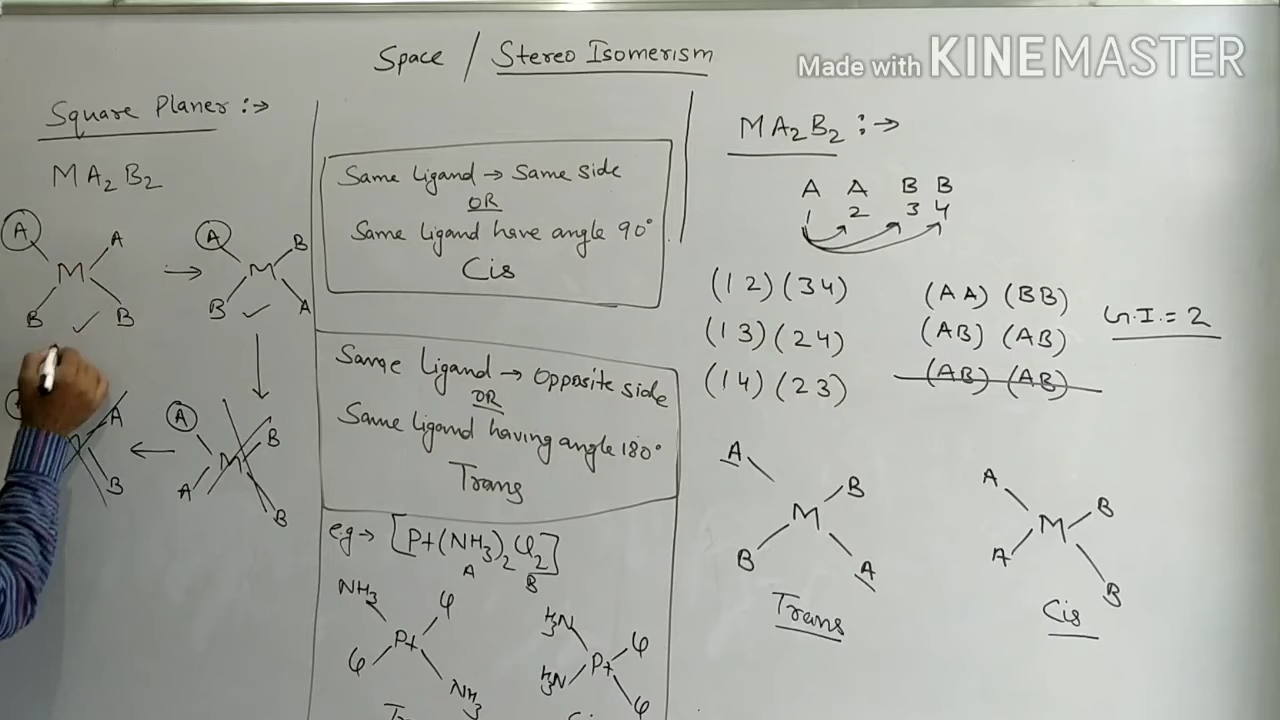 Made with KINEMASTER
Space / Stereo Isomerism
Square Planer :→
MA₂B₂
A A
M
B B
A B
M
B A
A B
M
A B
A
B
Same Ligand → Same side
OR
Same Ligand have angle 90°
Cis
Same Ligand → Opposite side
OR
Same Ligand having angle 180°
Trans
e.g → [Pt(NH₃)₂Cl₂]
A B
NH₃ Cl
Pt
Cl NH₃
H₃N Cl
Pt
H₃N Cl
MA₂B₂ :→
A A B B
1 2 3 4
(1 2) (3 4) (A A) (B B)
(1 3) (2 4) (A B) (A B)
(1 4) (2 3) (A B) (A B)
G.I. = 2
A B
M
B A
Trans
A B
M
A B
Cis